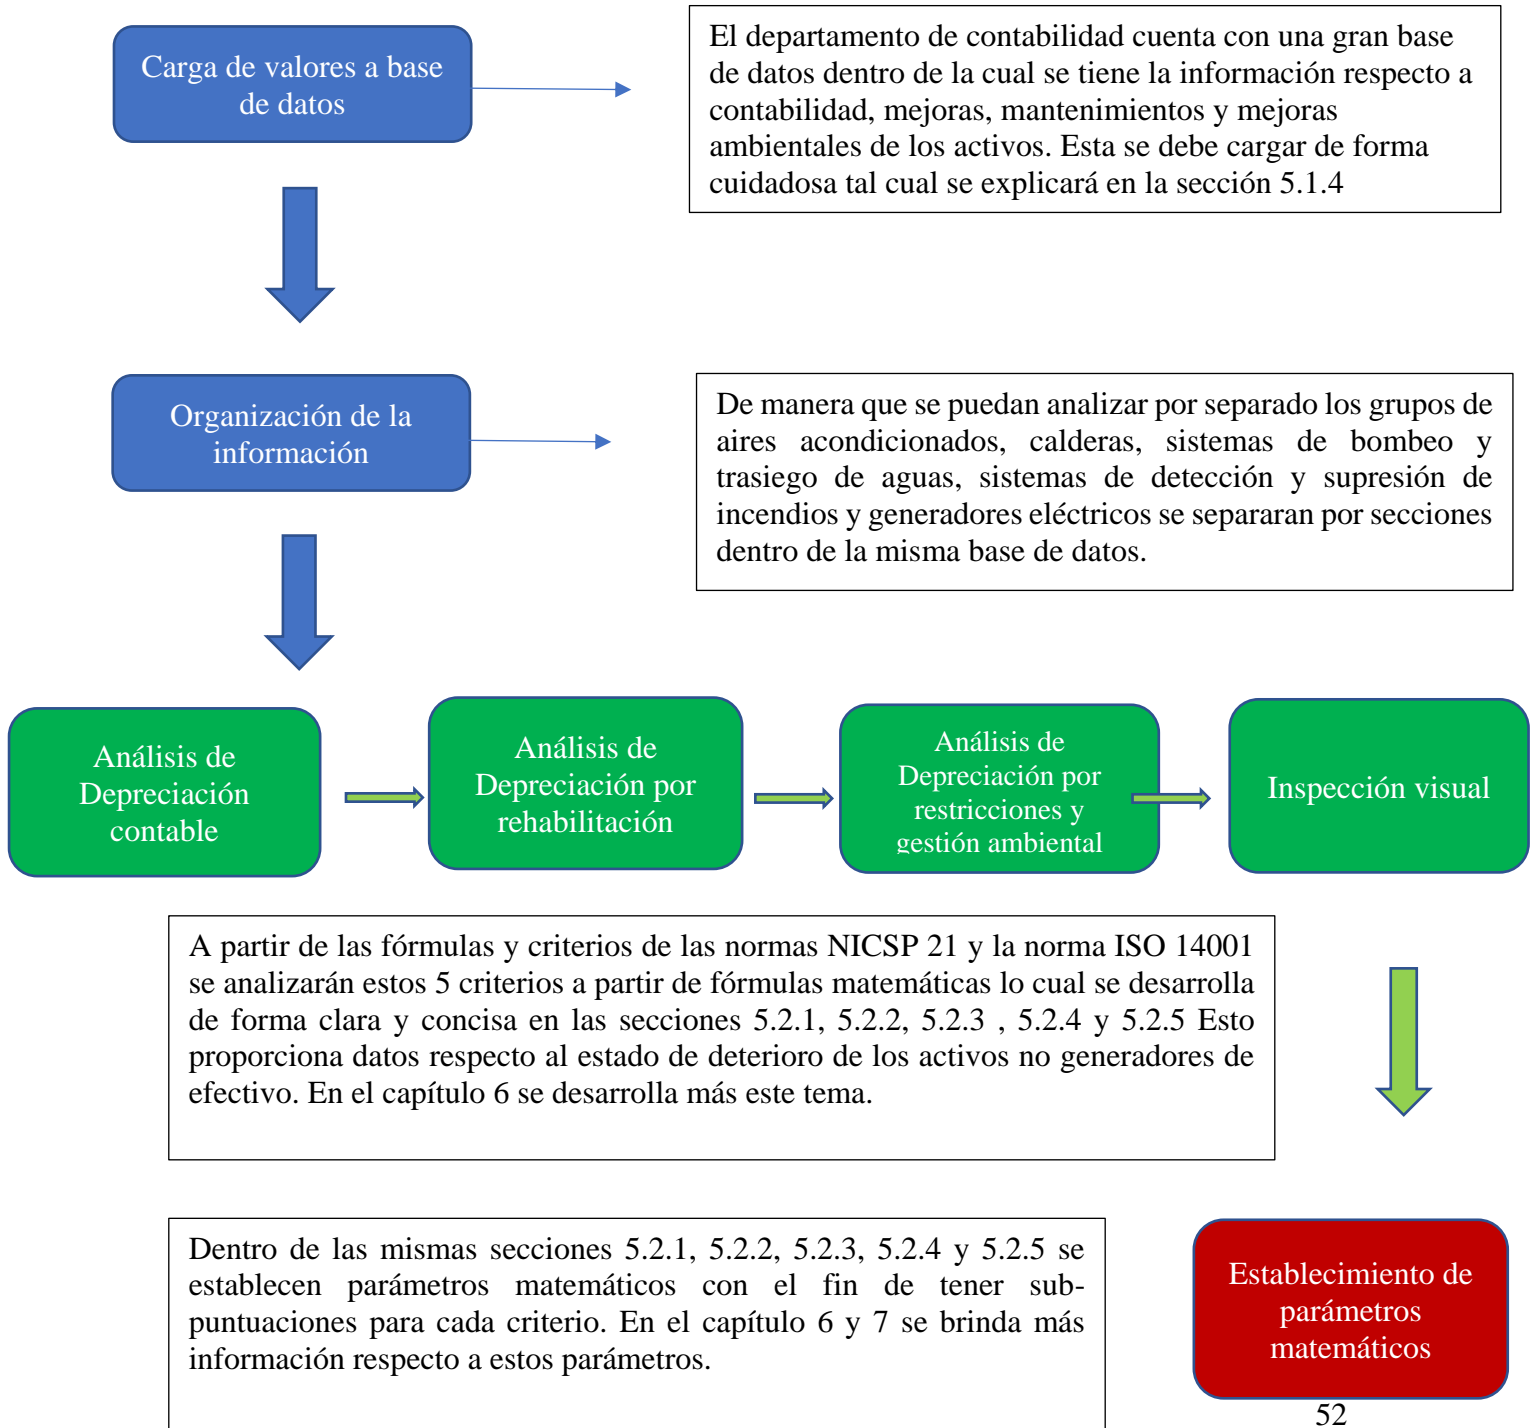 Carga de valores a base
de datos
El departamento de contabilidad cuenta con una gran base
de datos dentro de la cual se tiene la información respecto a
contabilidad, mejoras, mantenimientos y mejoras
ambientales de los activos. Esta se debe cargar de forma
cuidadosa tal cual se explicará en la sección 5.1.4
Organización de la
información
De manera que se puedan analizar por separado los grupos de
aires acondicionados, calderas, sistemas de bombeo y
trasiego de aguas, sistemas de detección y supresión de
incendios y generadores eléctricos se separaran por secciones
dentro de la misma base de datos.
Análisis de
Depreciación
contable
Análisis de
Depreciación por
rehabilitación
Análisis de
Depreciación por
restricciones y
gestión ambiental
Inspección visual
A partir de las fórmulas y criterios de las normas NICSP 21 y la norma ISO 14001
se analizarán estos 5 criterios a partir de fórmulas matemáticas lo cual se desarrolla
de forma clara y concisa en las secciones 5.2.1, 5.2.2, 5.2.3 , 5.2.4 y 5.2.5 Esto
proporciona datos respecto al estado de deterioro de los activos no generadores de
efectivo. En el capítulo 6 se desarrolla más este tema.
Dentro de las mismas secciones 5.2.1, 5.2.2, 5.2.3, 5.2.4 y 5.2.5 se
establecen parámetros matemáticos con el fin de tener sub-
puntuaciones para cada criterio. En el capítulo 6 y 7 se brinda más
información respecto a estos parámetros.
Establecimiento de
parámetros
matemáticos
52